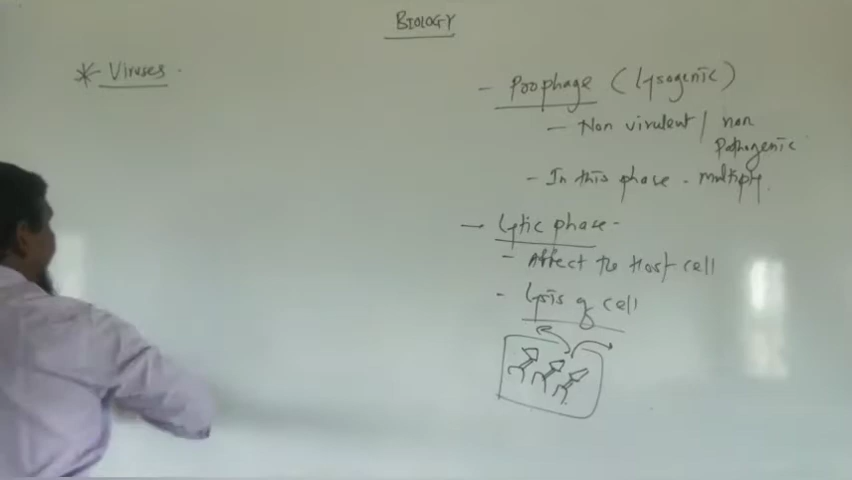 BIOLOGY
* Viruses
- Poophage (Lysogenic)
- Non virulent / non
pathogenic
- In this phase - multiply
- Lytic phase -
- Affect the Host cell
- Lysis of cell